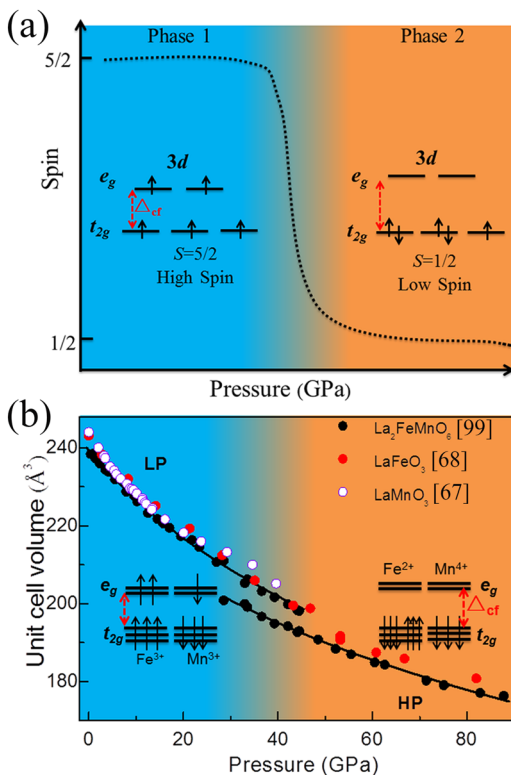 (a)
Phase 1
Phase 2
5/2
Spin
3d
3d
e_g
e_g
Δ_cf
t_2g
t_2g
S=5/2
S=1/2
High Spin
Low Spin
1/2
Pressure (GPa)
(b)
240
220
200
180
Unit cell volume (Å³)
LP
La₂FeMnO₆ [99]
LaFeO₃ [68]
LaMnO₃ [67]
Fe²⁺ Mn⁴⁺
e_g
e_g
Δ_cf
t_2g
t_2g
Fe³⁺ Mn³⁺
HP
0 20 40 60 80
Pressure (GPa)